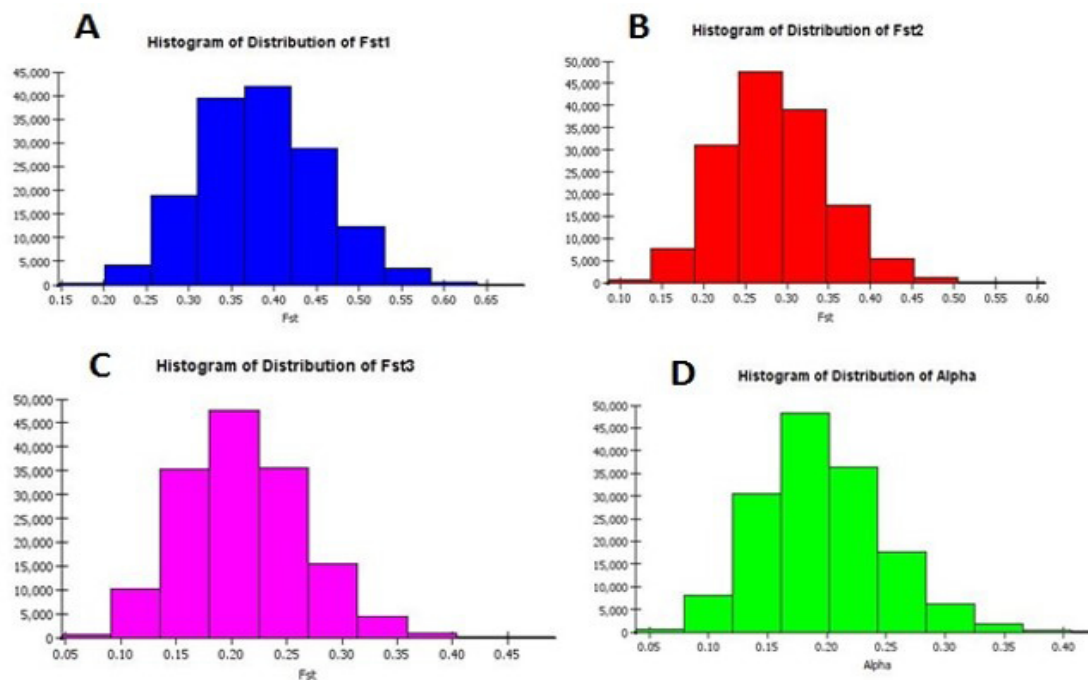 A
Histogram of Distribution of Fst1
45,000
40,000
35,000
30,000
25,000
20,000
15,000
10,000
5,000
0
0.15 0.20 0.25 0.30 0.35 0.40 0.45 0.50 0.55 0.60 0.65
Fst
B
Histogram of Distribution of Fst2
50,000
45,000
40,000
35,000
30,000
25,000
20,000
15,000
10,000
5,000
0
0.10 0.15 0.20 0.25 0.30 0.35 0.40 0.45 0.50 0.55 0.60
Fst
C
Histogram of Distribution of Fst3
50,000
45,000
40,000
35,000
30,000
25,000
20,000
15,000
10,000
5,000
0
0.05 0.10 0.15 0.20 0.25 0.30 0.35 0.40 0.45
Fst
D
Histogram of Distribution of Alpha
50,000
45,000
40,000
35,000
30,000
25,000
20,000
15,000
10,000
5,000
0
0.05 0.10 0.15 0.20 0.25 0.30 0.35 0.40
Alpha